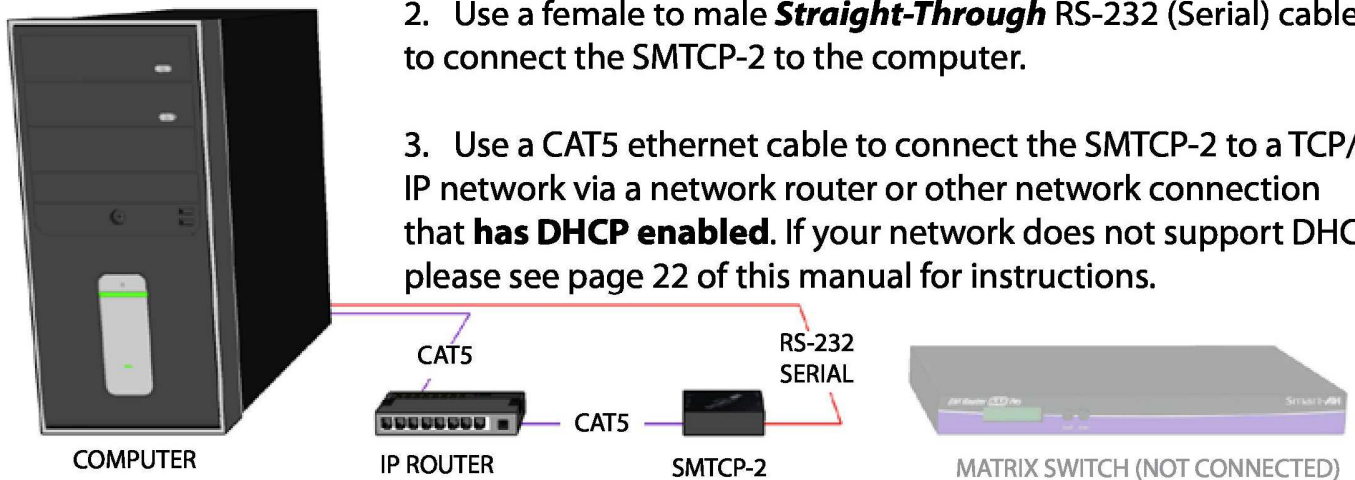 2. Use a female to male Straight-Through RS-232 (Serial) cable
to connect the SMTCP-2 to the computer.
3. Use a CAT5 ethernet cable to connect the SMTCP-2 to a TCP/
IP network via a network router or other network connection
that has DHCP enabled. If your network does not support DHC
please see page 22 of this manual for instructions.
CAT5
RS-232
SERIAL
CAT5
Smart-AVI
COMPUTER
IP ROUTER
SMTCP-2
MATRIX SWITCH (NOT CONNECTED)